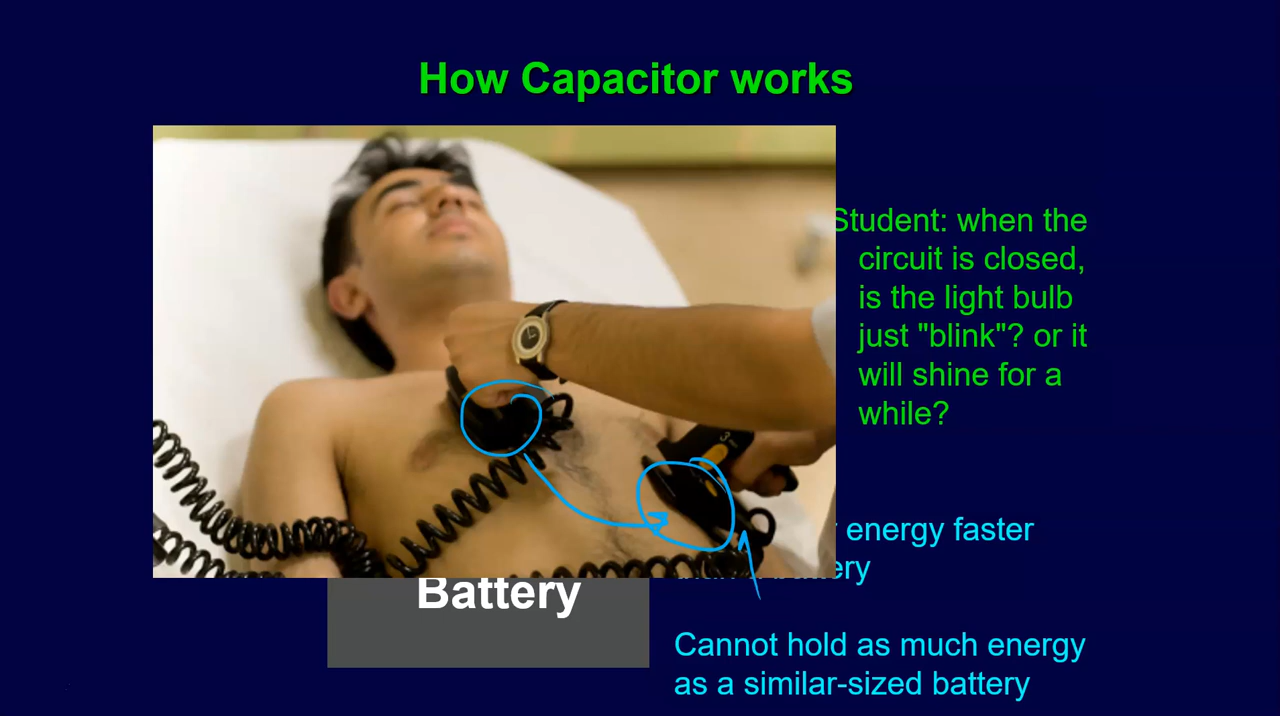 How Capacitor works
Student: when the
circuit is closed,
is the light bulb
just "blink"? or it
will shine for a
while?
energy faster
Battery
Cannot hold as much energy
as a similar-sized battery